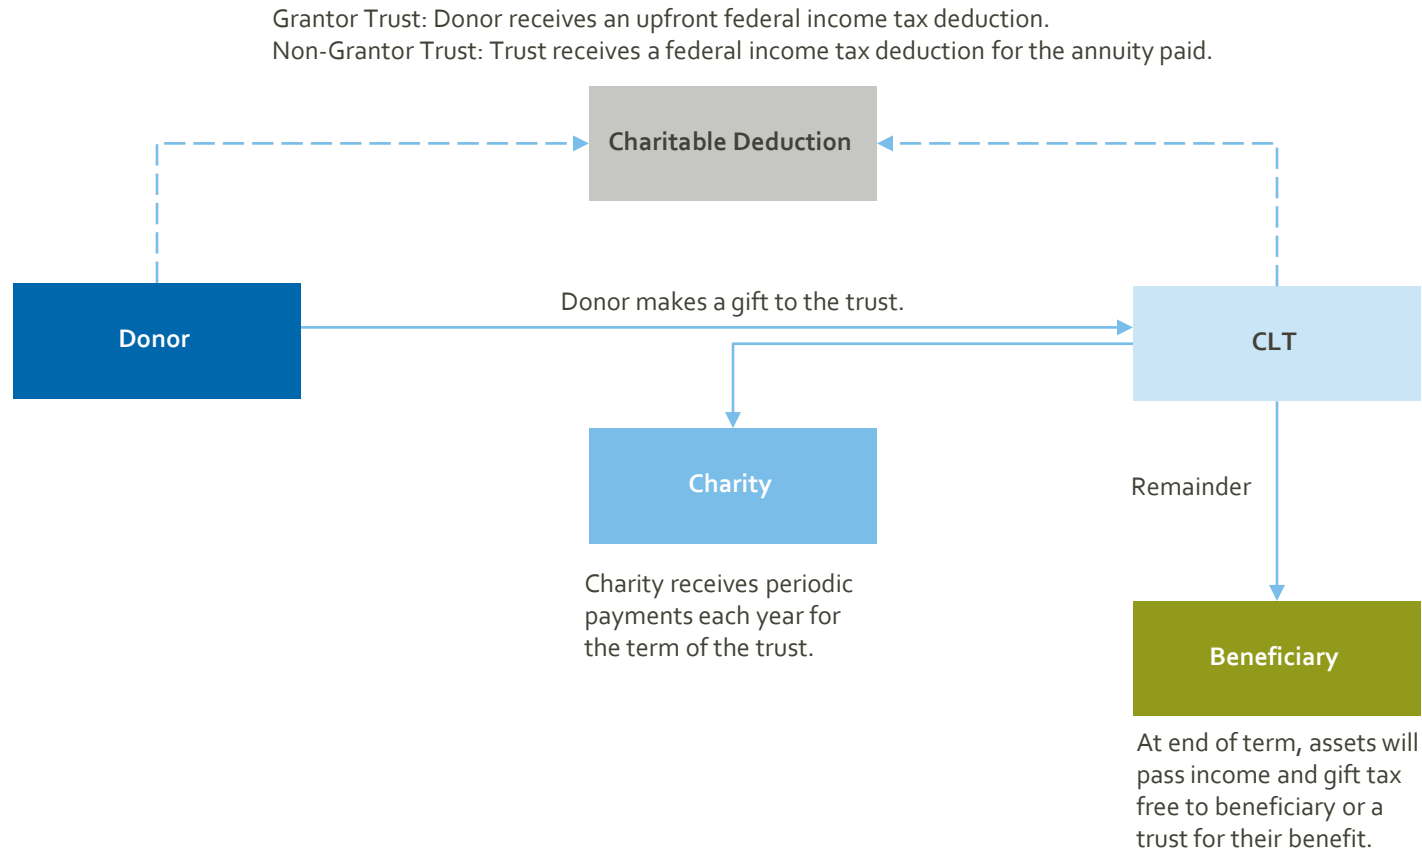 Grantor Trust: Donor receives an upfront federal income tax deduction.
Non-Grantor Trust: Trust receives a federal income tax deduction for the annuity paid.
Charitable Deduction
Donor makes a gift to the trust.
Donor
CLT
Charity
Remainder
Charity receives periodic
payments each year for
the term of the trust.
Beneficiary
At end of term, assets will
pass income and gift tax
free to beneficiary or a
trust for their benefit.